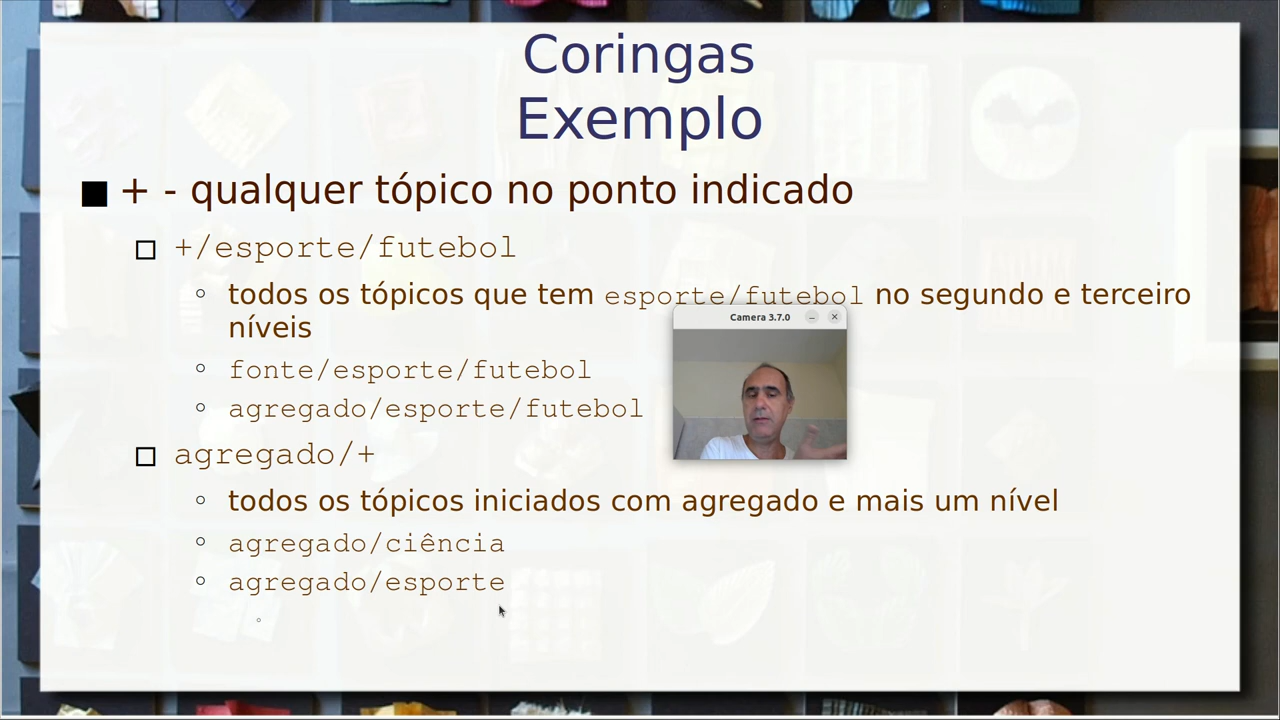 Coringas
Exemplo
+ - qualquer tópico no ponto indicado
+/esporte/futebol
todos os tópicos que tem esporte/futebol no segundo e terceiro
níveis
Camera 3.7.0
fonte/esporte/futebol
agregado/esporte/futebol
agregado/+
todos os tópicos iniciados com agregado e mais um nível
agregado/ciência
agregado/esporte